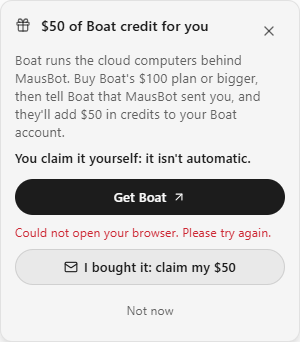 $50 of Boat credit for you
Boat runs the cloud computers behind
MausBot. Buy Boat's $100 plan or bigger,
then tell Boat that MausBot sent you, and
they'll add $50 in credits to your Boat
account.
You claim it yourself: it isn't automatic.
Get Boat
Could not open your browser. Please try again.
I bought it: claim my $50
Not now